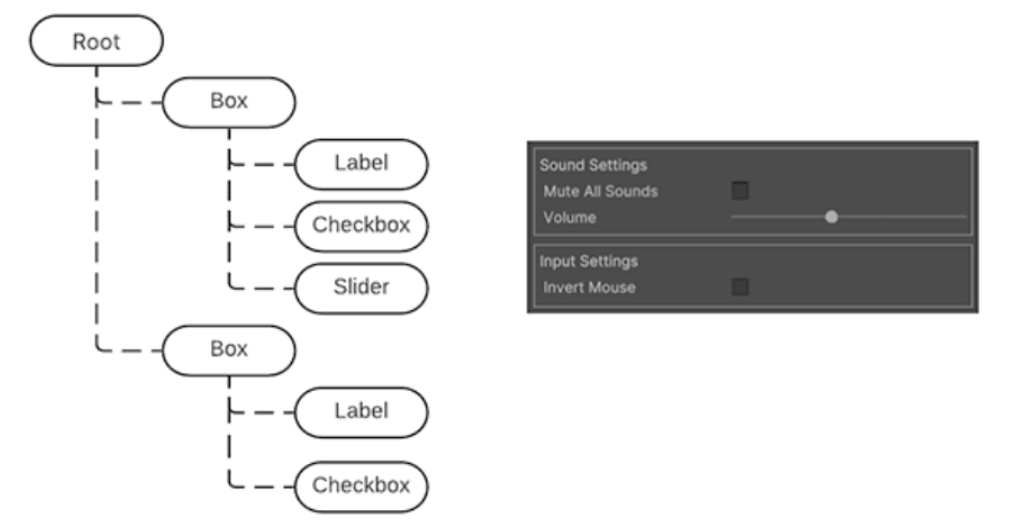 Root
Box
Label
Checkbox
Slider
Box
Label
Checkbox
Sound Settings
Mute All Sounds
Volume
Input Settings
Invert Mouse